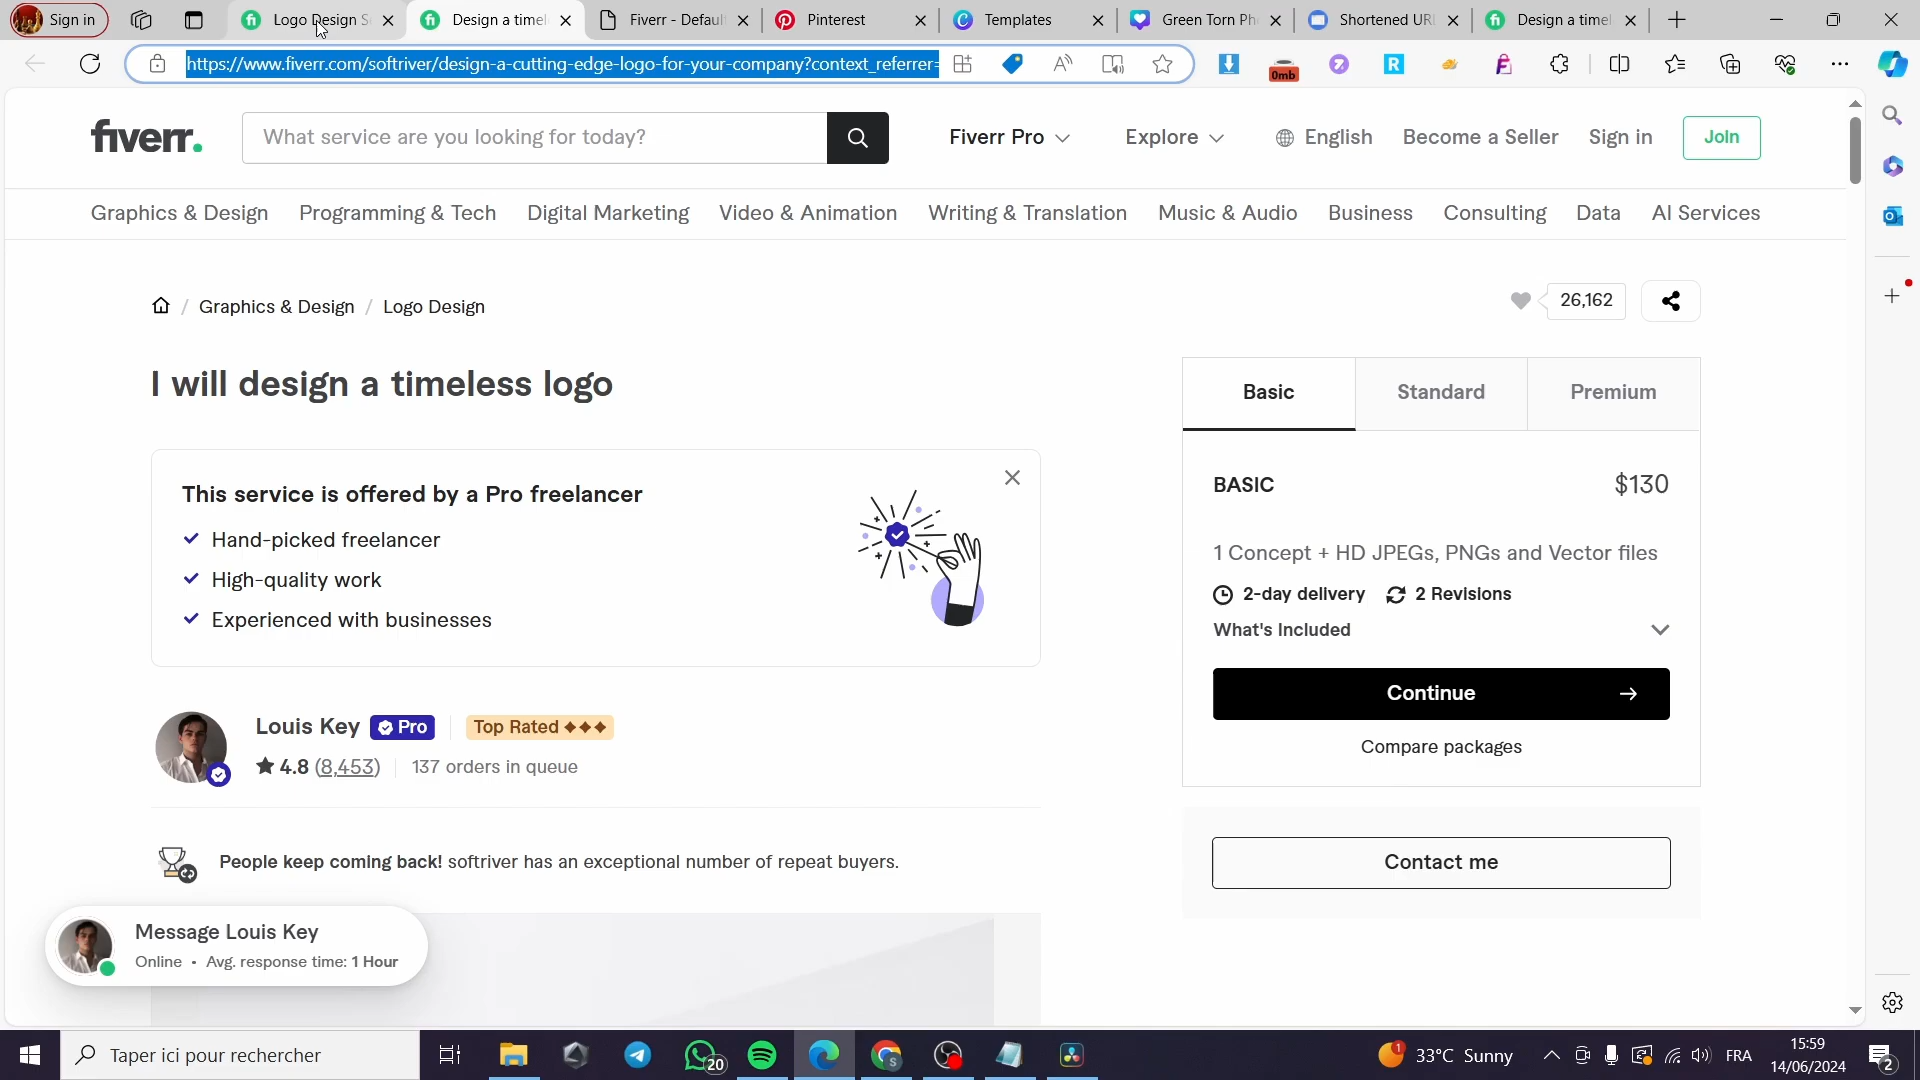 Sign in
Logo Design S
Design a timel
Fiverr - Defaul
Pinterest
Templates
Green Torn Ph
Shortened URL
Design a timel
https://www.fiverr.com/softriver/design-a-cutting-edge-logo-for-your-company?context_referrer=
0mb
fiverr.
What service are you looking for today?
Fiverr Pro
Explore
English
Become a Seller
Sign in
Join
Graphics & Design
Programming & Tech
Digital Marketing
Video & Animation
Writing & Translation
Music & Audio
Business
Consulting
Data
AI Services
/ Graphics & Design / Logo Design
26,162
I will design a timeless logo
Basic
Standard
Premium
This service is offered by a Pro freelancer
Hand-picked freelancer
High-quality work
Experienced with businesses
BASIC
$130
1 Concept + HD JPEGs, PNGs and Vector files
2-day delivery
2 Revisions
What's Included
Continue
Compare packages
Louis Key
Pro
Top Rated
4.8 (8,453)
137 orders in queue
People keep coming back! softriver has an exceptional number of repeat buyers.
Contact me
Message Louis Key
Online • Avg. response time: 1 Hour
Taper ici pour rechercher
20
1
33°C Sunny
FRA
15:59
14/06/2024
2